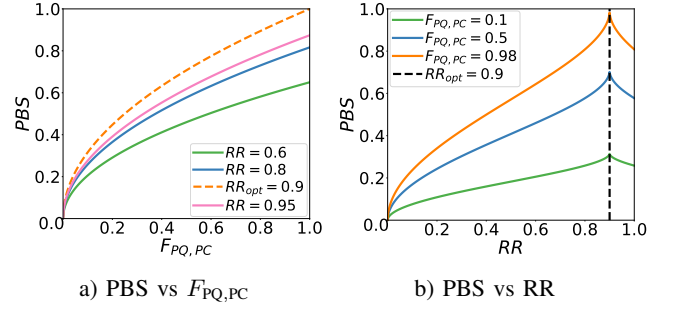 1.0
0.8
0.6
0.4
0.2
0.0
PBS
0.2 0.4 0.6 0.8 1.0
F_PQ,PC
RR = 0.6
RR = 0.8
RR_opt = 0.9
RR = 0.95
a) PBS vs F_PQ,PC
1.0
0.8
0.6
0.4
0.2
0.0
PBS
0.2 0.4 0.6 0.8 1.0
RR
F_PQ,PC = 0.1
F_PQ,PC = 0.5
F_PQ,PC = 0.98
RR_opt = 0.9
b) PBS vs RR